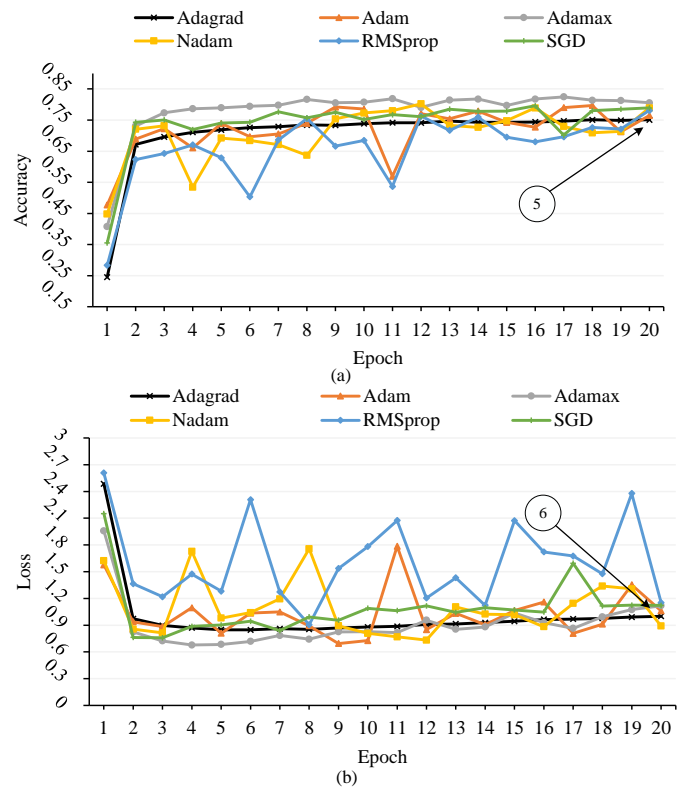 Adagrad Adam Adamax
Nadam RMSprop SGD
0.85
0.75
0.65
0.55
0.45
0.35
0.25
0.15
Accuracy
5
1 2 3 4 5 6 7 8 9 10 11 12 13 14 15 16 17 18 19 20
Epoch
(a)
Adagrad Adam Adamax
Nadam RMSprop SGD
3
2.7
2.4
2.1
1.8
1.5
1.2
0.9
0.6
0.3
0
Loss
6
1 2 3 4 5 6 7 8 9 10 11 12 13 14 15 16 17 18 19 20
Epoch
(b)